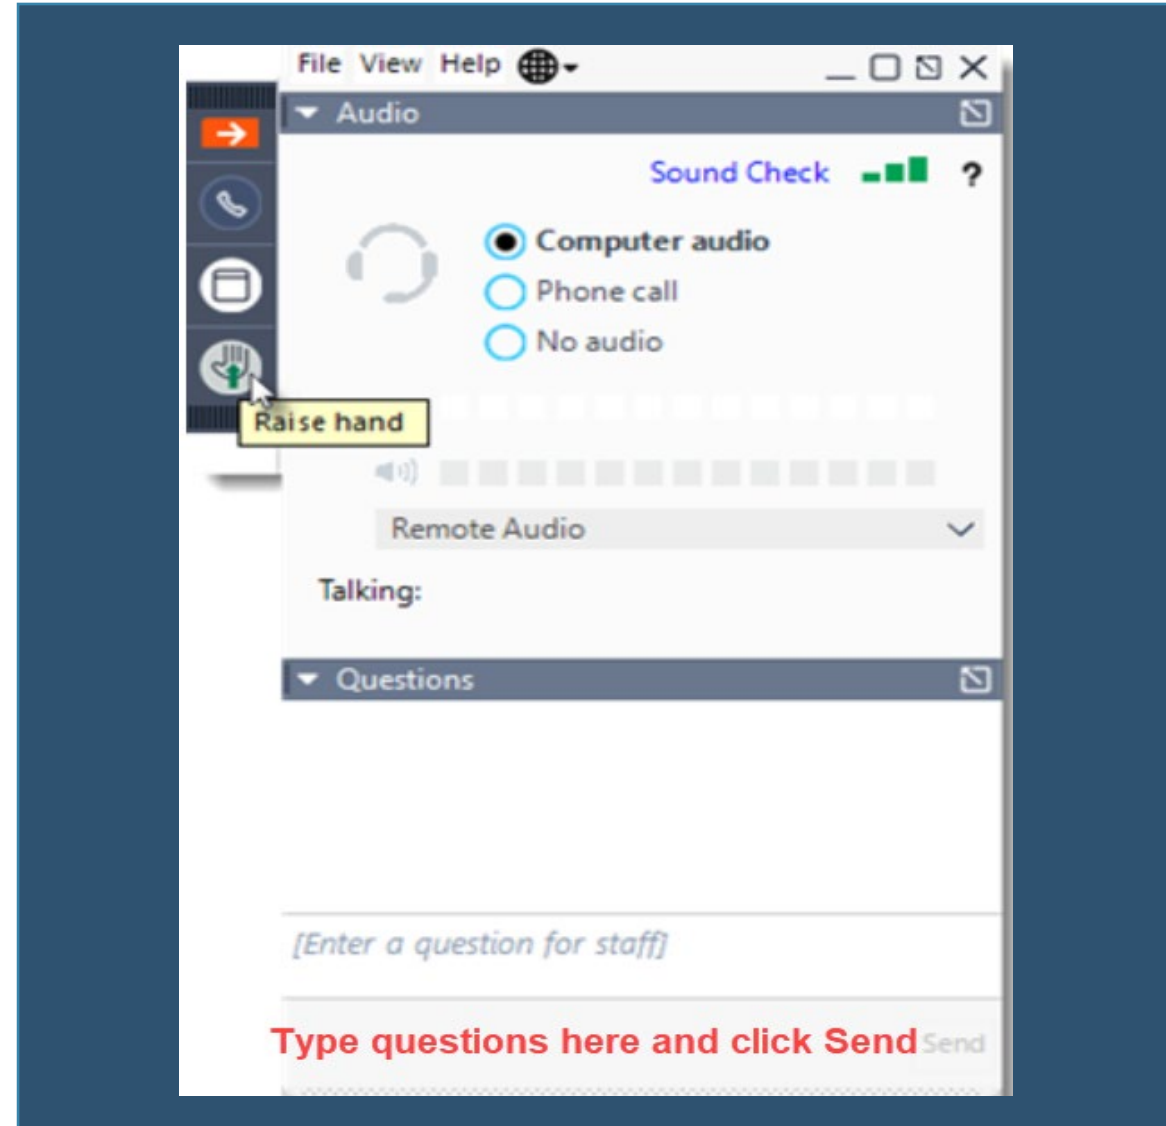 File View Help
Audio
Sound Check ?
Computer audio
Phone call
No audio
Raise hand
Remote Audio
Talking:
Questions
[Enter a question for staff]
Type questions here and click Send Send